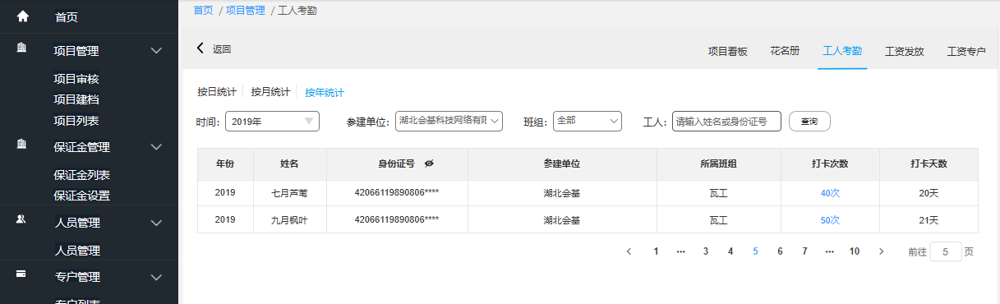 首页
项目管理
项目审核
项目建档
项目列表
保证金管理
保证金列表
保证金设置
人员管理
人员管理
专户管理
专户列表
首页 / 项目管理 / 工人考勤
返回
项目看板 花名册 工人考勤 工资发放 工资专户
按日统计 按月统计 按年统计
时间: 2019年 参建单位: 湖北会基科技网络有限 班组: 全部 工人: 请输入姓名或身份证号 查询
年份 姓名 身份证号 参建单位 所属班组 打卡次数 打卡天数
2019 七月芦苇 42066119890806**** 湖北会基 瓦工 40次 20天
2019 九月枫叶 42066119890806**** 湖北会基 瓦工 50次 21天
< 1 ··· 3 4 5 6 7 ··· 10 > 前往 5 页